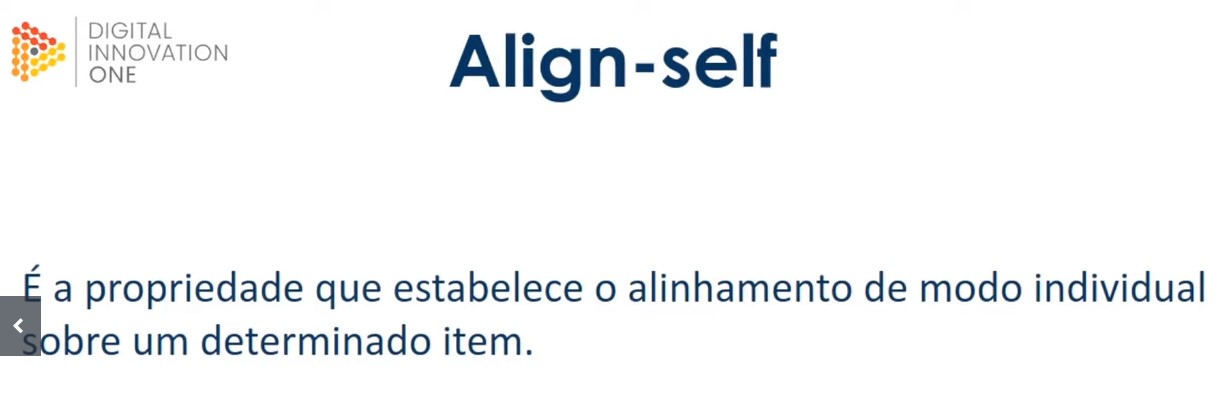 DIGITAL
INNOVATION
ONE
Align-self
É a propriedade que estabelece o alinhamento de modo individual
sobre um determinado item.